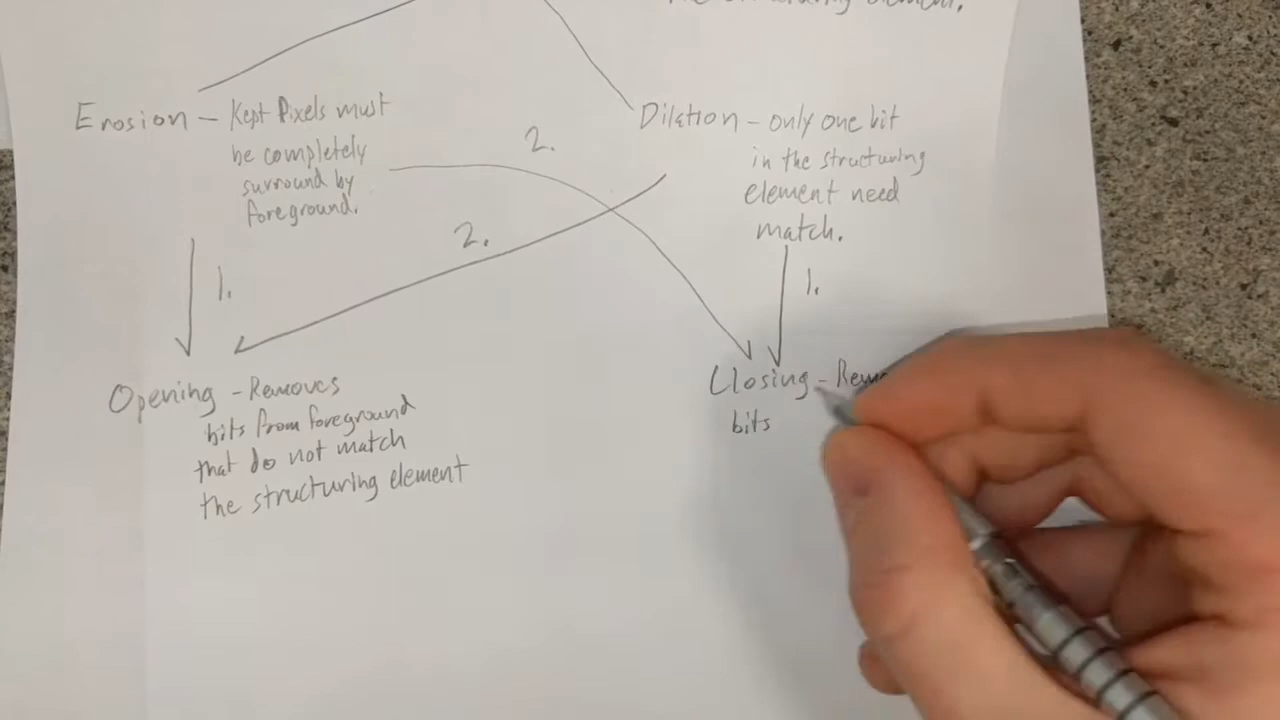 element.
Erosion – Kept Pixels must
be completely
surround by
foreground.
2.
Dilation – only one bit
in the structuring
element need
match.
2.
1.
1.
Opening – Removes
bits from foreground
that do not match
the structuring element
Closing –
bits